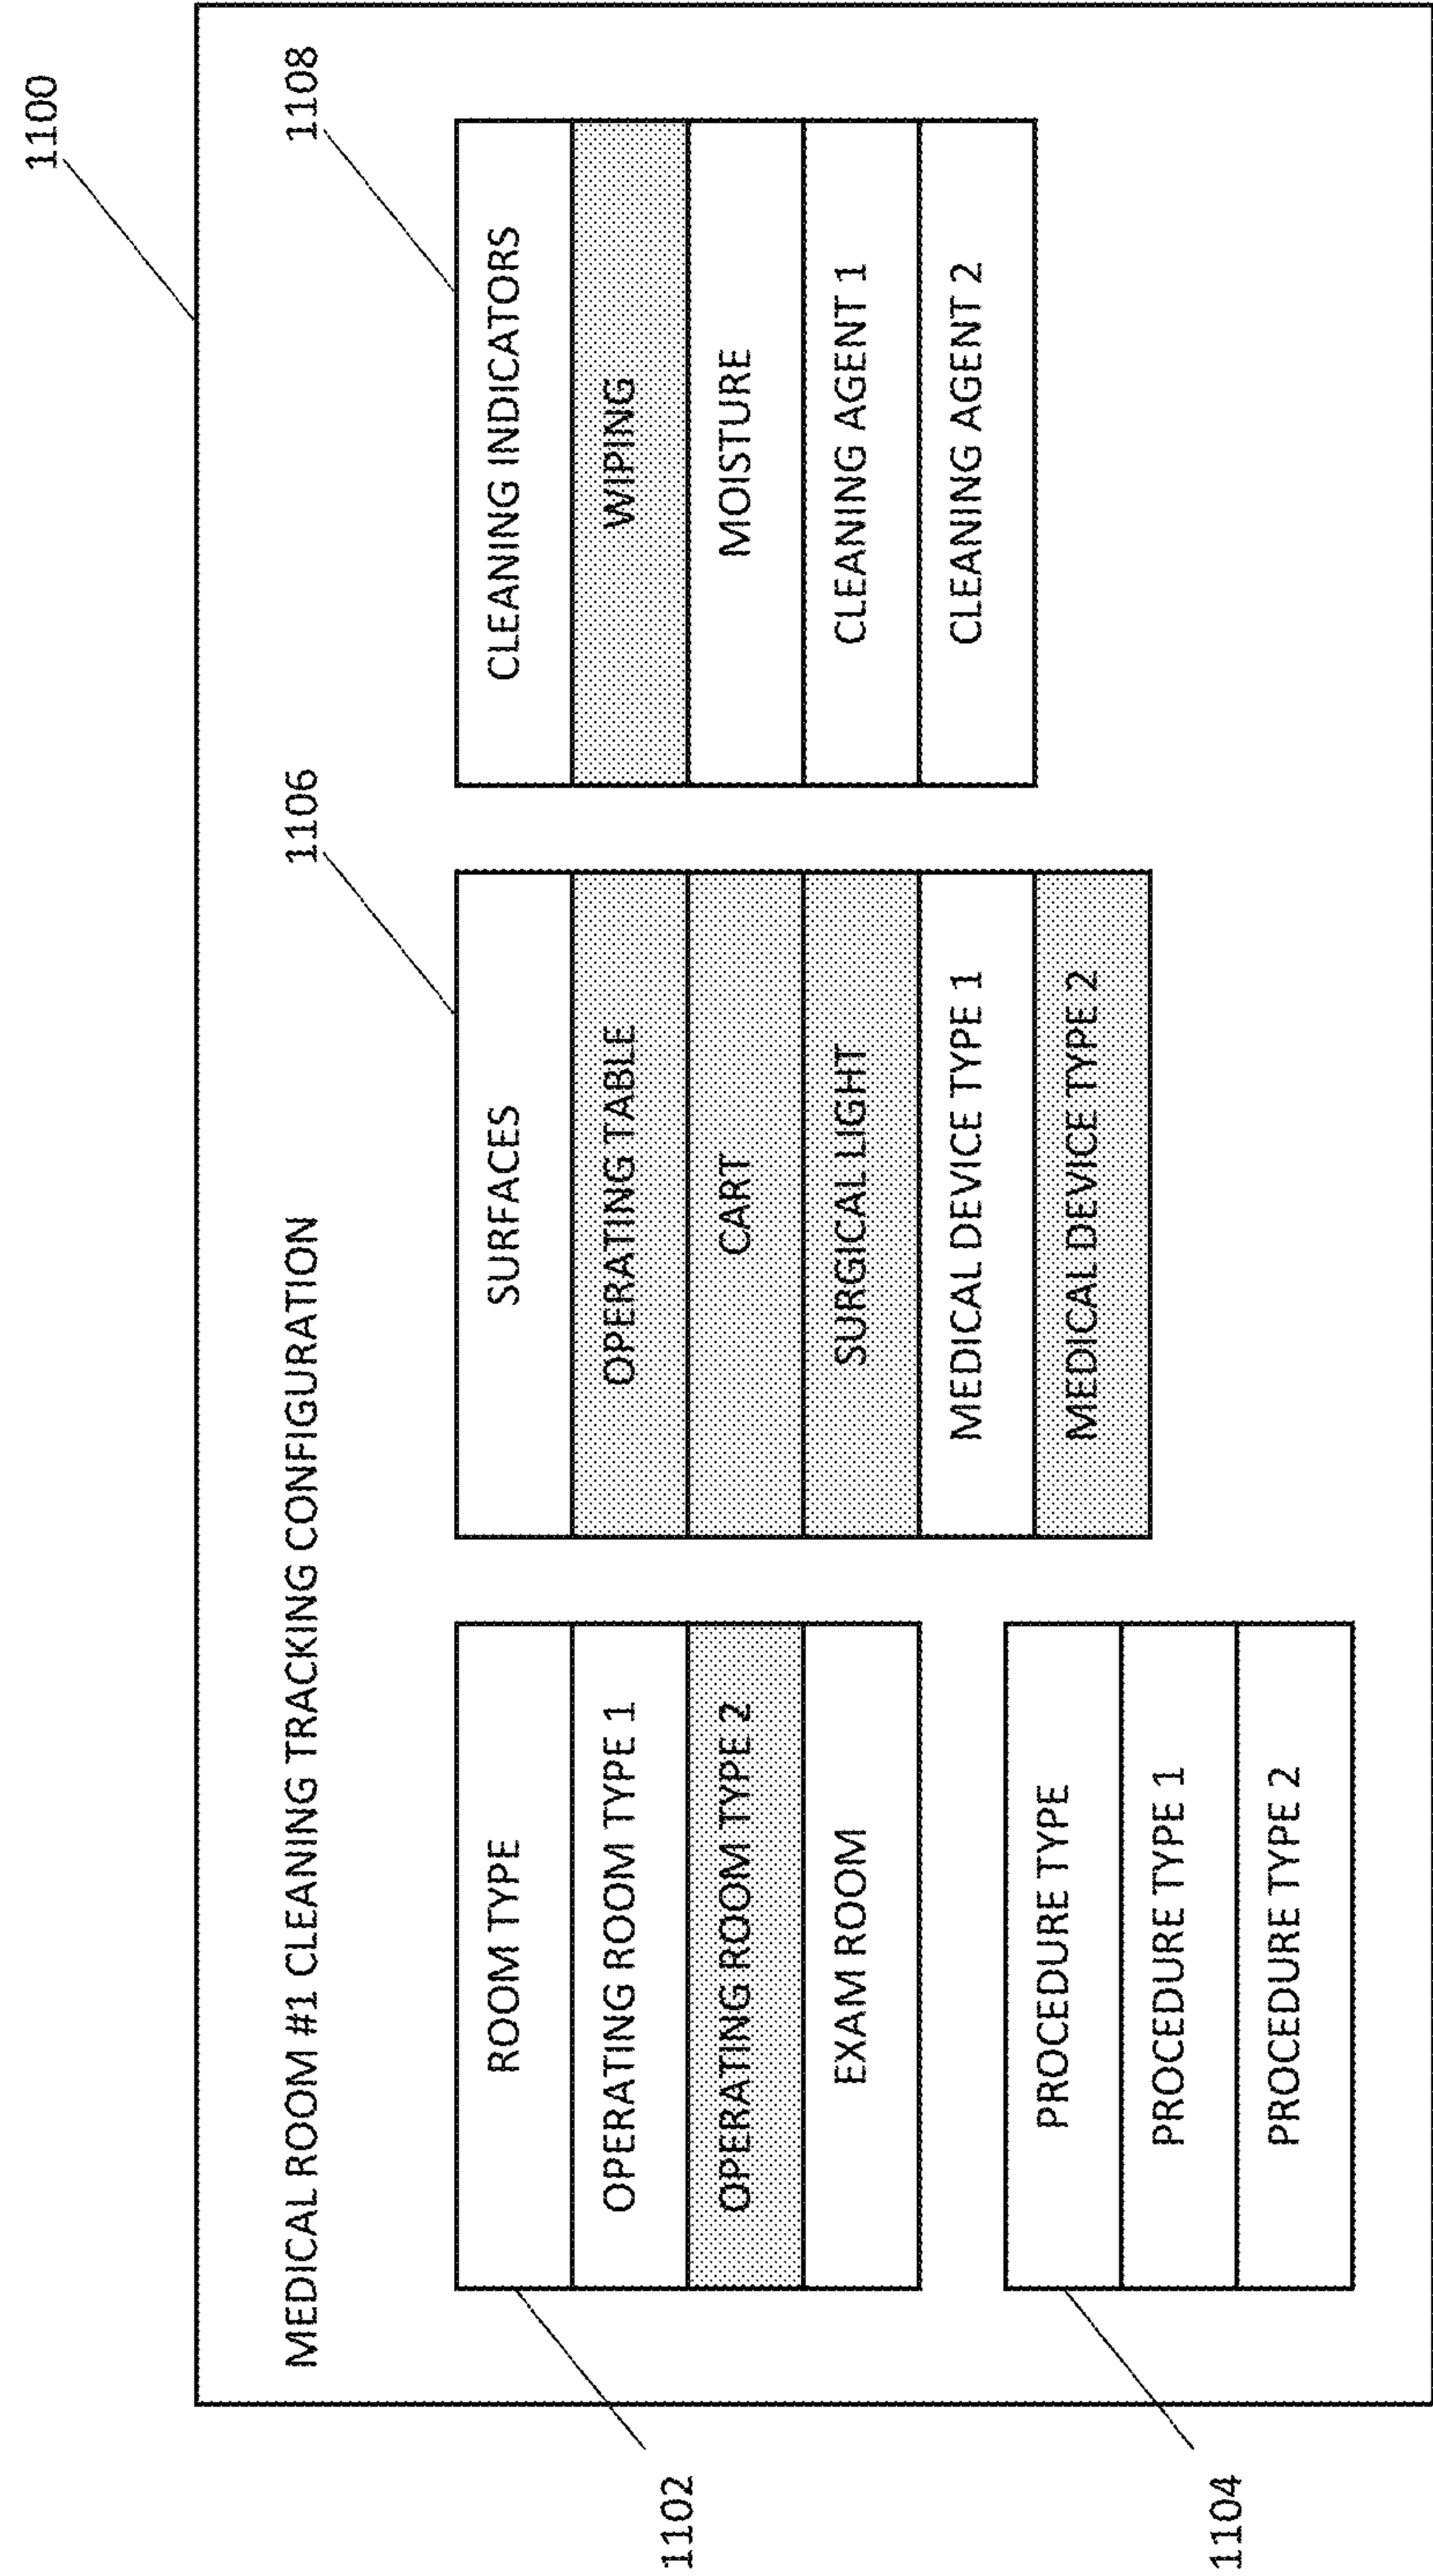 1100
MEDICAL ROOM #1 CLEANING TRACKING CONFIGURATION
1102
ROOM TYPE
OPERATING ROOM TYPE 1
OPERATING ROOM TYPE 2
EXAM ROOM
1104
PROCEDURE TYPE
PROCEDURE TYPE 1
PROCEDURE TYPE 2
1106
SURFACES
OPERATING TABLE
CART
SURGICAL LIGHT
MEDICAL DEVICE TYPE 1
MEDICAL DEVICE TYPE 2
1108
CLEANING INDICATORS
WIPING
MOISTURE
CLEANING AGENT 1
CLEANING AGENT 2